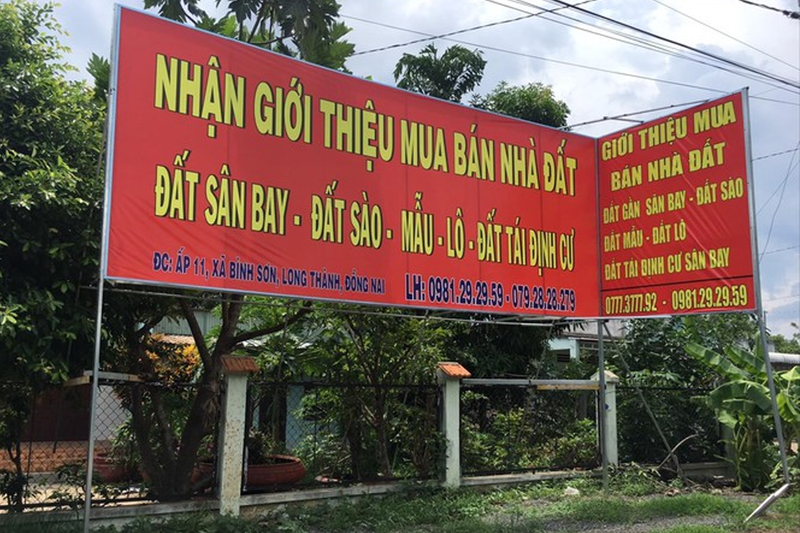 NHẬN GIỚI THIỆU MUA BÁN NHÀ ĐẤT
ĐẤT SÂN BAY - ĐẤT SÀO - MẪU - LÔ - ĐẤT TÁI ĐỊNH CƯ
ĐC: ẤP 11, XÃ BÌNH SƠN, LONG THÀNH, ĐỒNG NAI LH: 0981.29.29.59 - 079.28.28.279
GIỚI THIỆU MUA
BÁN NHÀ ĐẤT
ĐẤT GẦN SÂN BAY - ĐẤT SÀO
ĐẤT MẪU - ĐẤT LÔ
ĐẤT TÁI ĐỊNH CƯ SÂN BAY
0777.3777.92 - 0981.29.29.59